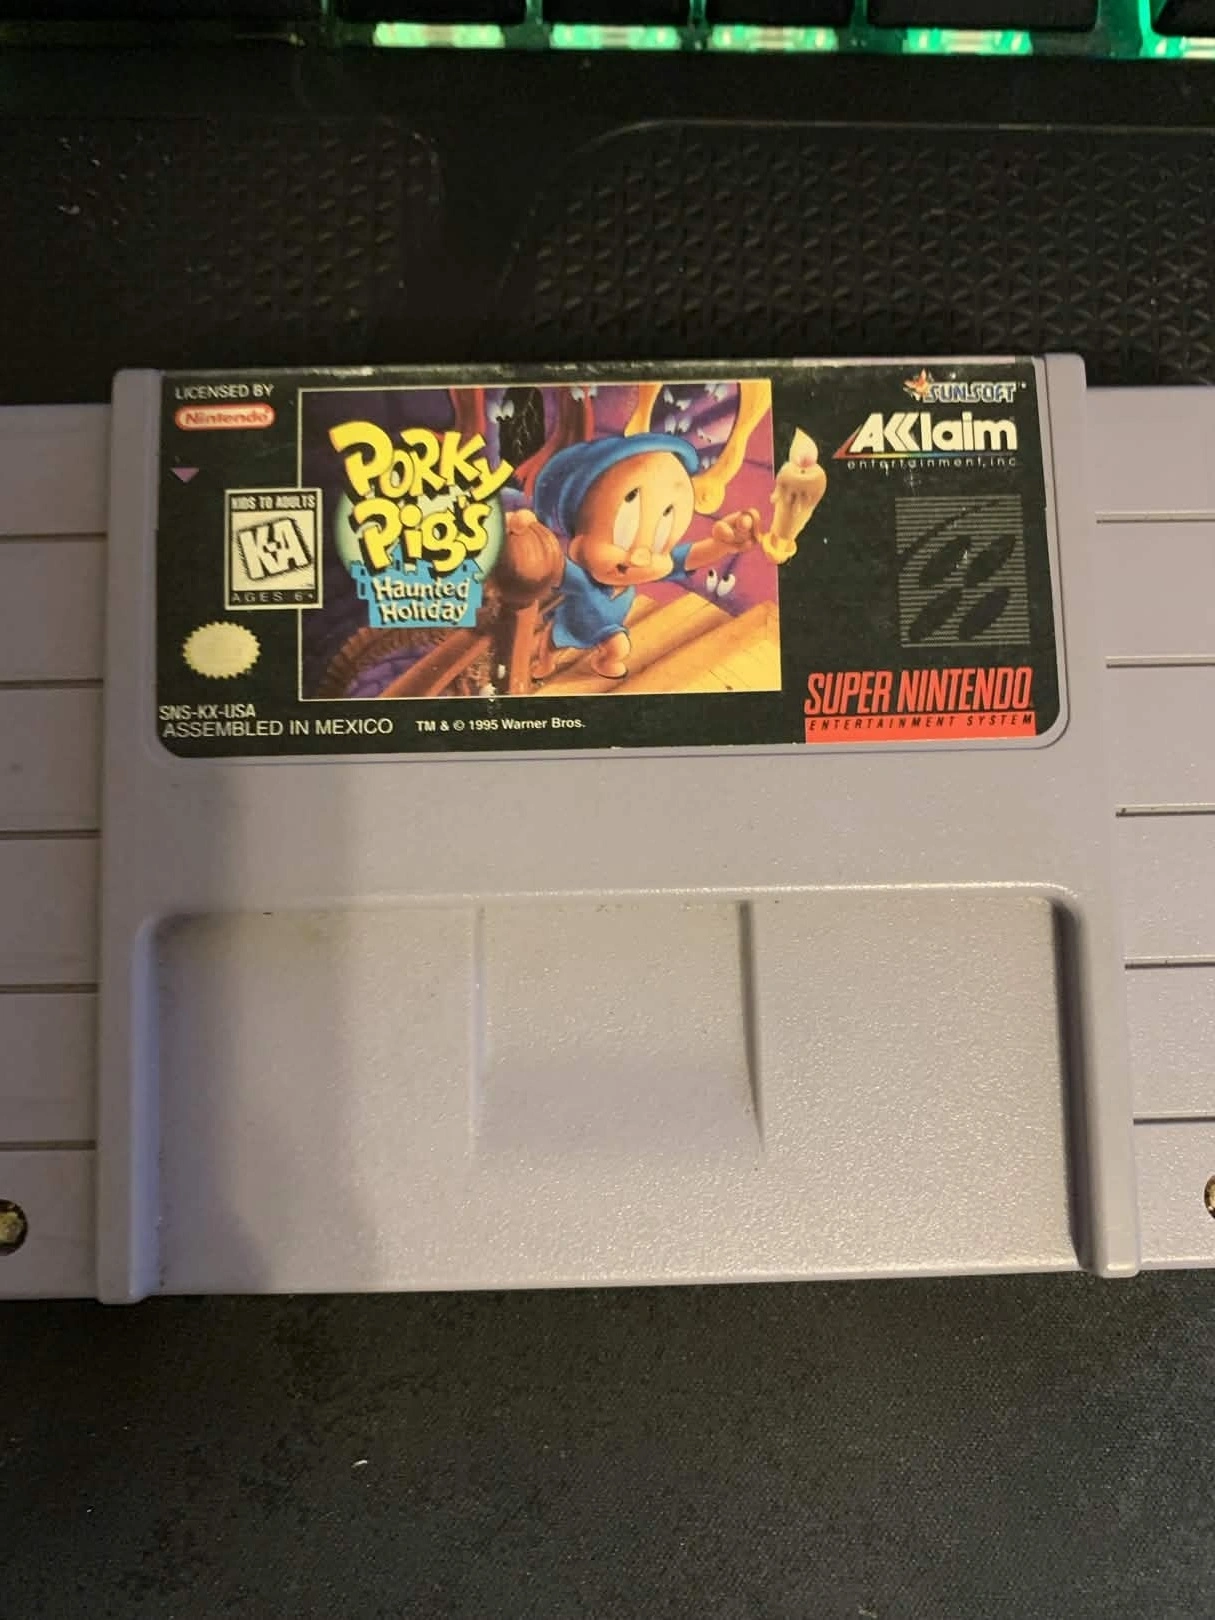 LICENSED BY
Nintendo
KIDS TO ADULTS
K-A
AGES 6+
PORKY
Pig's
Haunted
Holiday
SUNSOFT
AKKlaim
entertainment, inc
SUPER NINTENDO
ENTERTAINMENT SYSTEM
SNS-KX-USA
ASSEMBLED IN MEXICO
TM & © 1995 Warner Bros.